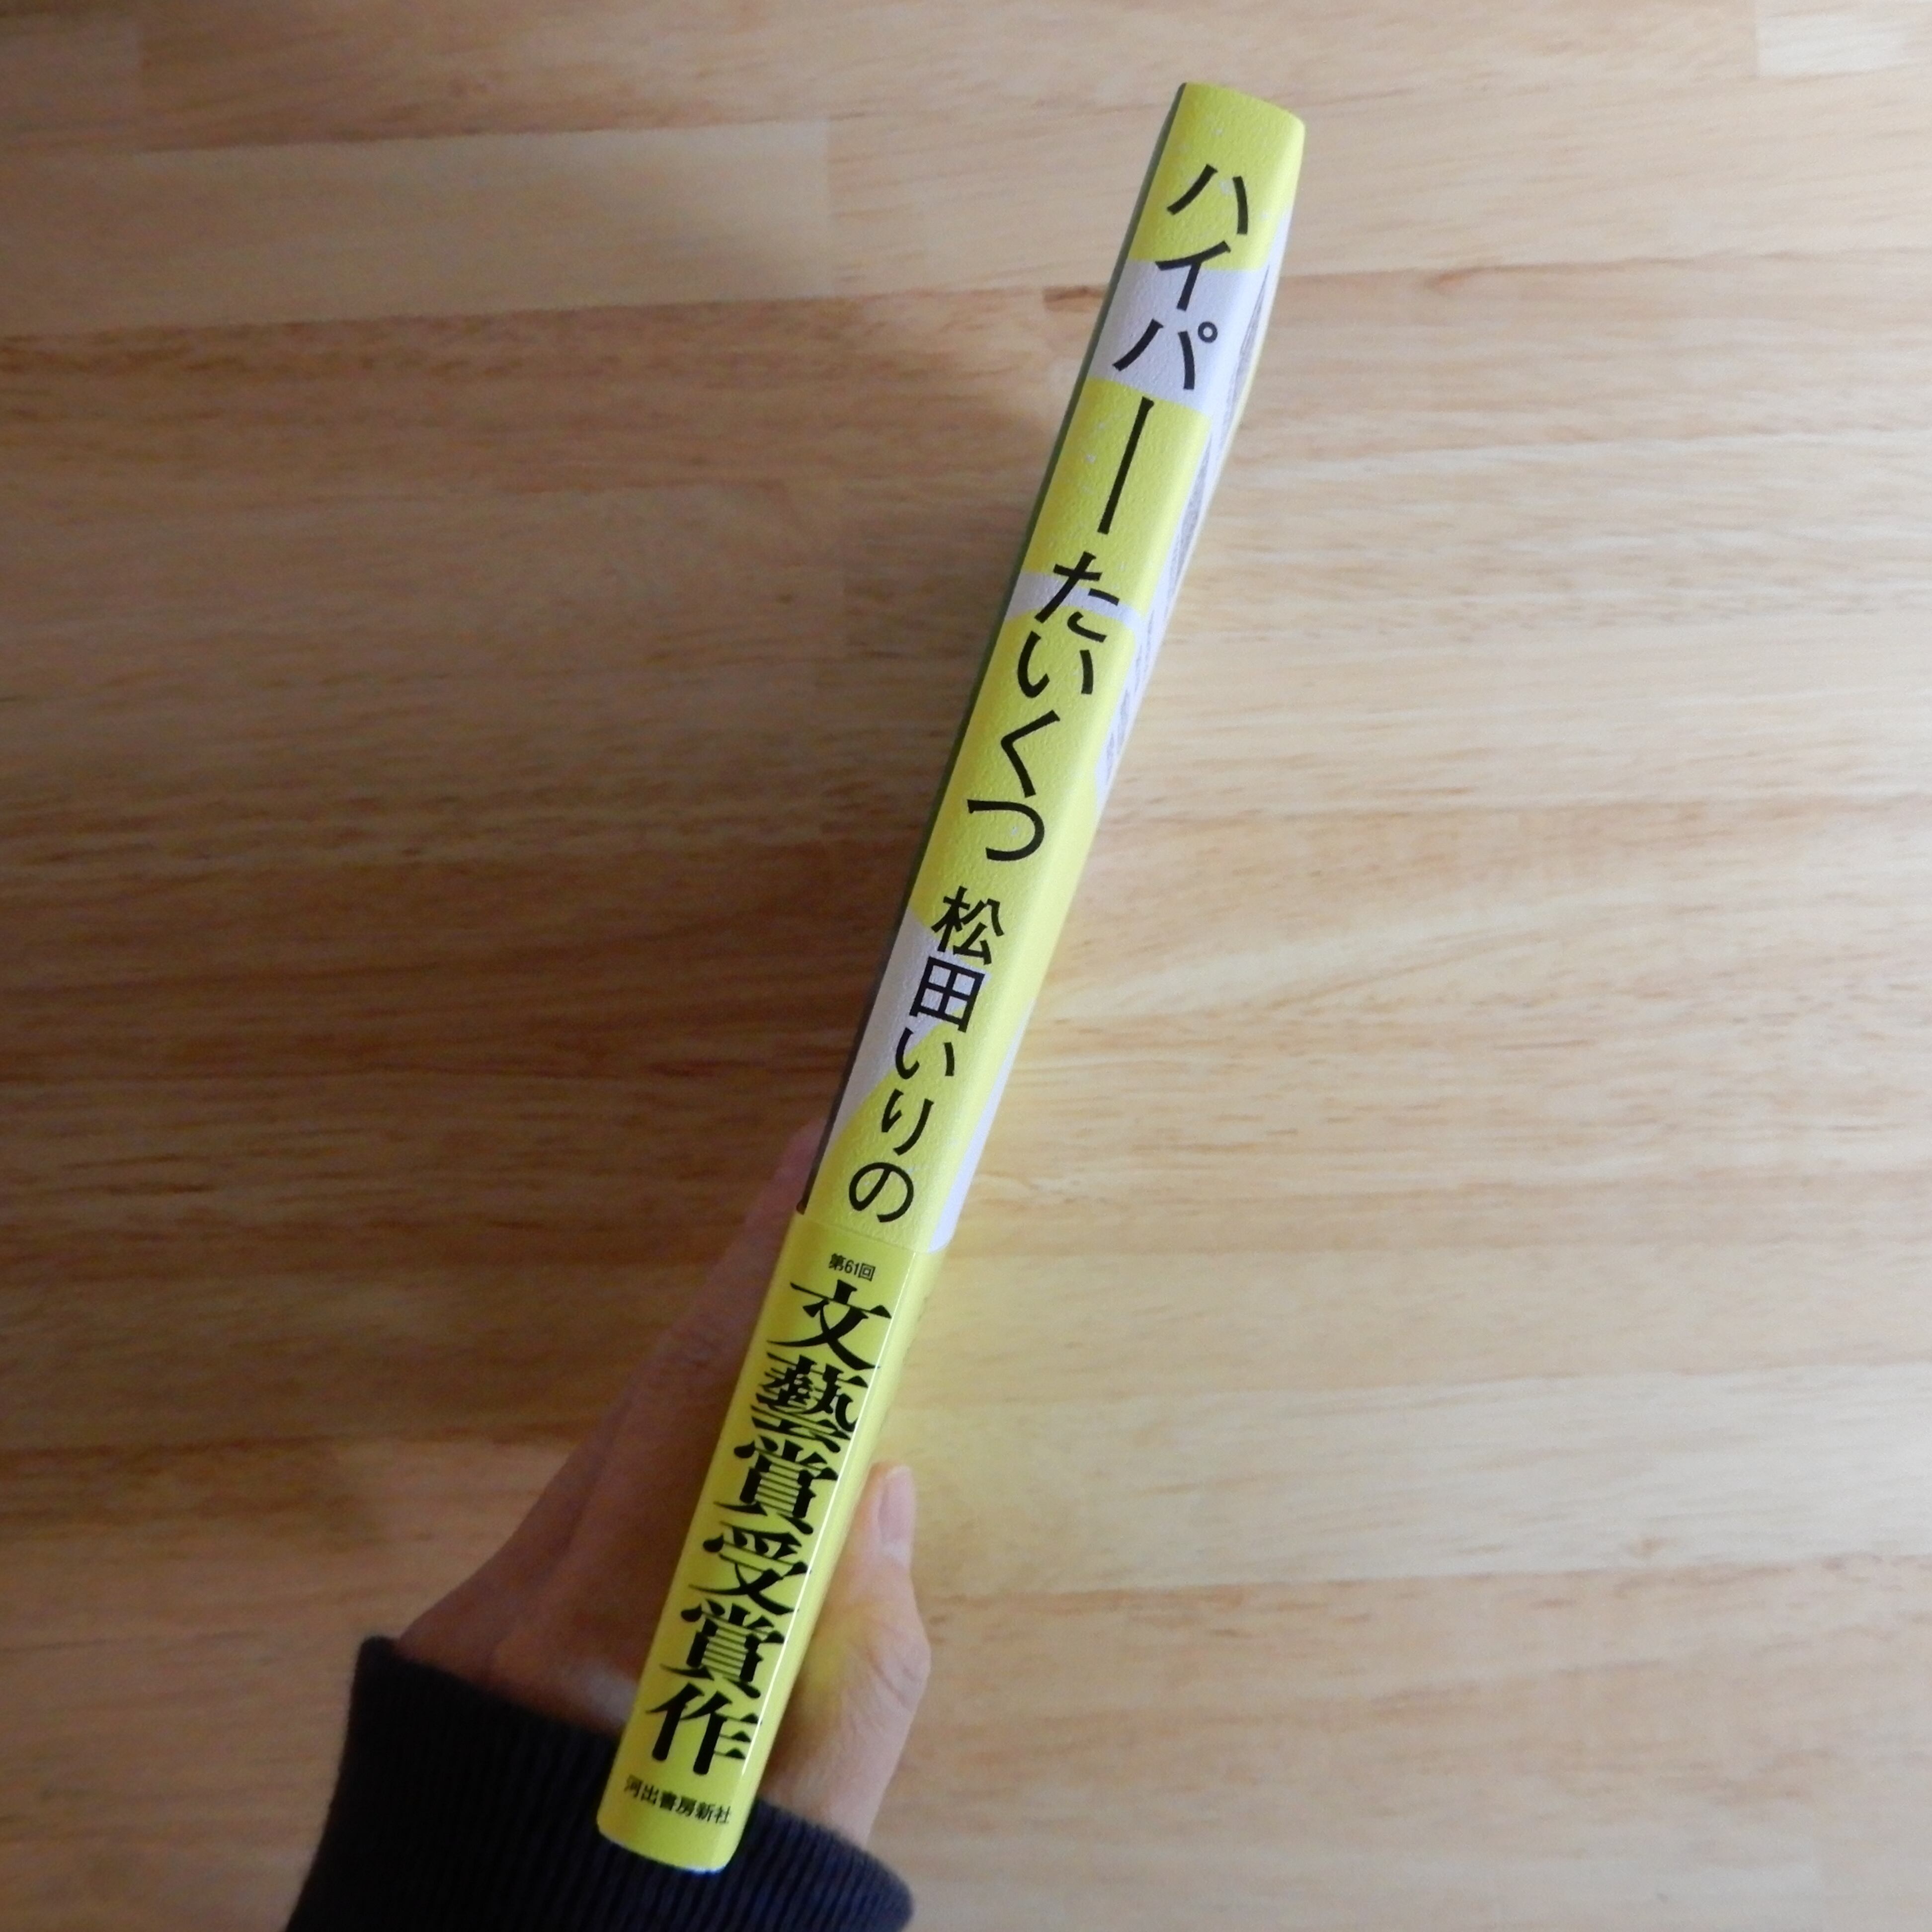 ハイパーたいくつ
松田いりの
第61回
文藝賞受賞作
河出書房新社